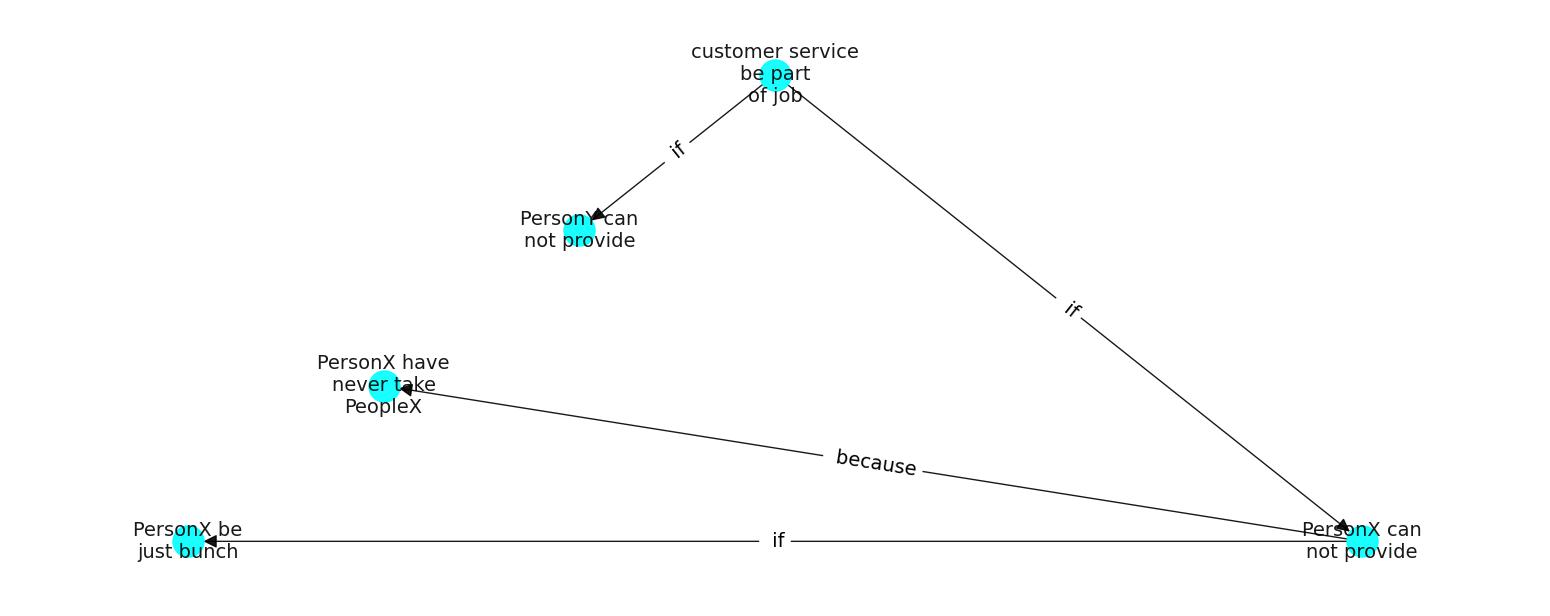 customer service
be part
of job
if
PersonY can
not provide
if
PersonX have
never take
PeopleX
because
PersonX be
just bunch
if
PersonX can
not provide